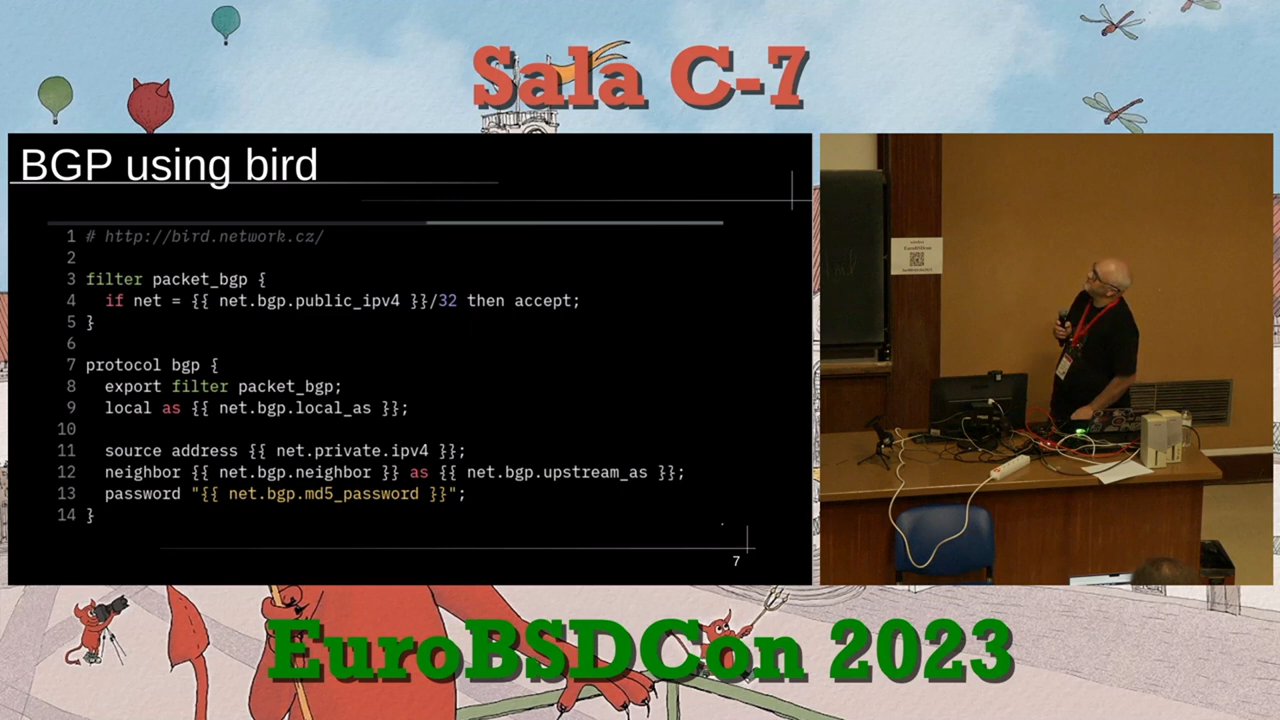 Sala C-7
BGP using bird
1 # http://bird.network.cz/
2
3 filter packet_bgp {
4 if net = {{ net.bgp.public_ipv4 }}/32 then accept;
5 }
6
7 protocol bgp {
8 export filter packet_bgp;
9 local as {{ net.bgp.local_as }};
10
11 source address {{ net.private.ipv4 }};
12 neighbor {{ net.bgp.neighbor }} as {{ net.bgp.upstream_as }};
13 password "{{ net.bgp.md5_password }}";
14 }
7
EuroBSDCon 2023